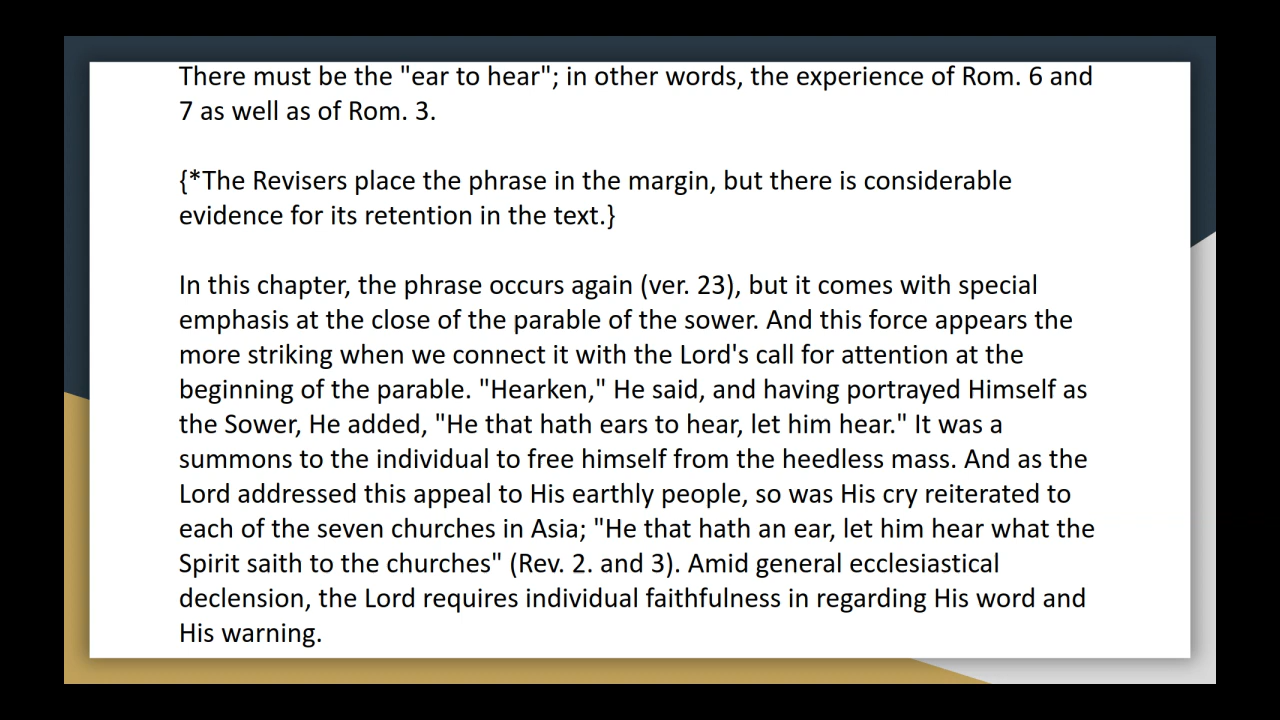 There must be the "ear to hear"; in other words, the experience of Rom. 6 and
7 as well as of Rom. 3.
{*The Revisers place the phrase in the margin, but there is considerable
evidence for its retention in the text.}
In this chapter, the phrase occurs again (ver. 23), but it comes with special
emphasis at the close of the parable of the sower. And this force appears the
more striking when we connect it with the Lord's call for attention at the
beginning of the parable. "Hearken," He said, and having portrayed Himself as
the Sower, He added, "He that hath ears to hear, let him hear." It was a
summons to the individual to free himself from the heedless mass. And as the
Lord addressed this appeal to His earthly people, so was His cry reiterated to
each of the seven churches in Asia; "He that hath an ear, let him hear what the
Spirit saith to the churches" (Rev. 2. and 3). Amid general ecclesiastical
declension, the Lord requires individual faithfulness in regarding His word and
His warning.